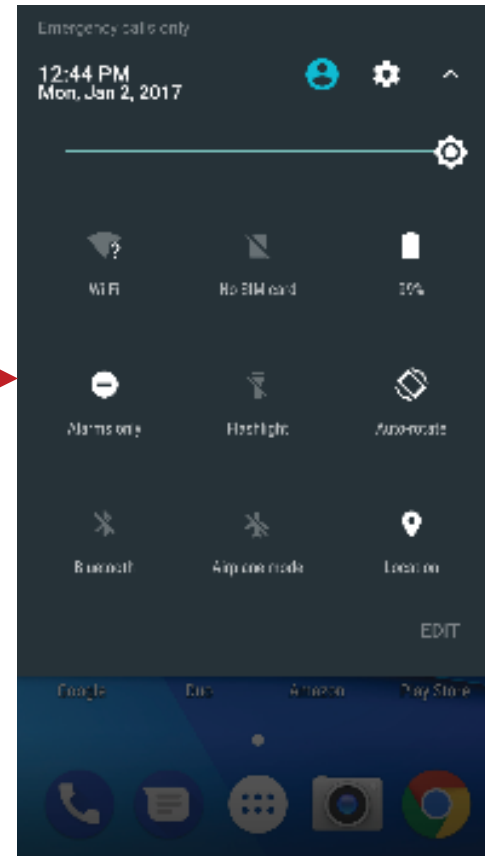 Emergency calls only
12:44 PM
Mon, Jan 2, 2017
Wi Fi
No SIM card
Alarms only
Flashlight
Auto-rotate
Bluetooth
Airplane mode
Location
EDIT
Google Duo Amazon Play Store